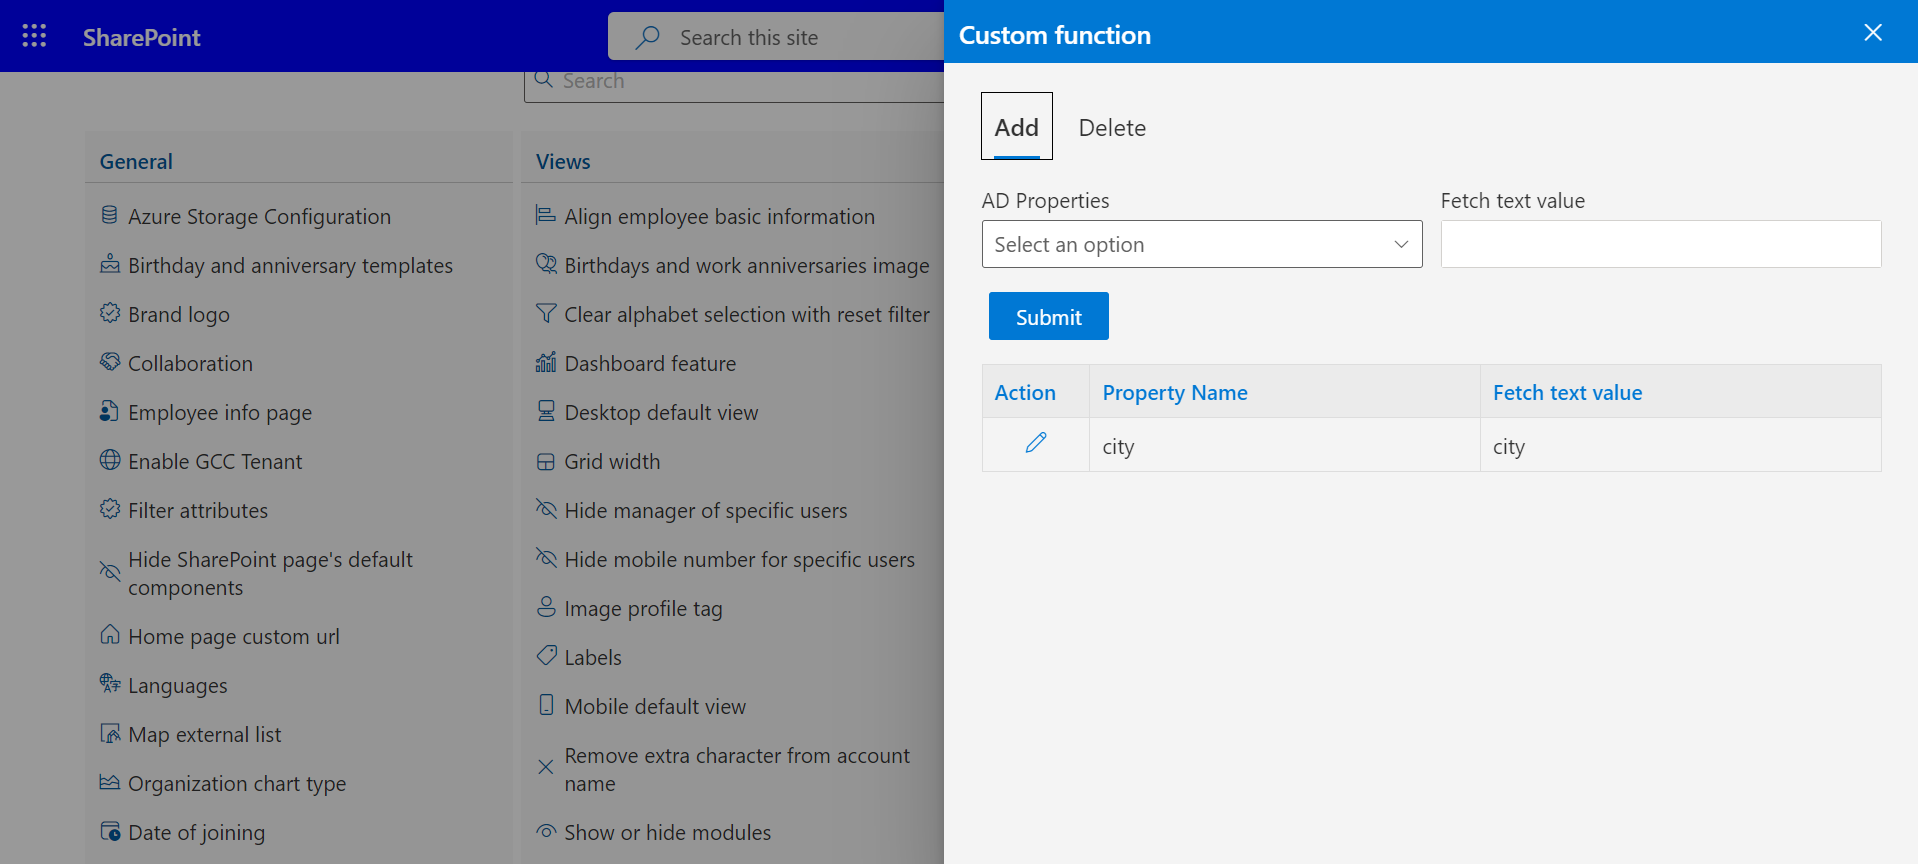 SharePoint
Search this site
Search
General
Azure Storage Configuration
Birthday and anniversary templates
Brand logo
Collaboration
Employee info page
Enable GCC Tenant
Filter attributes
Hide SharePoint page's default
components
Home page custom url
Languages
Map external list
Organization chart type
Date of joining
Views
Align employee basic information
Birthdays and work anniversaries image
Clear alphabet selection with reset filter
Dashboard feature
Desktop default view
Grid width
Hide manager of specific users
Hide mobile number for specific users
Image profile tag
Labels
Mobile default view
Remove extra character from account
name
Show or hide modules
Custom function
Add Delete
AD Properties Fetch text value
Select an option
Submit
Action Property Name Fetch text value
city city